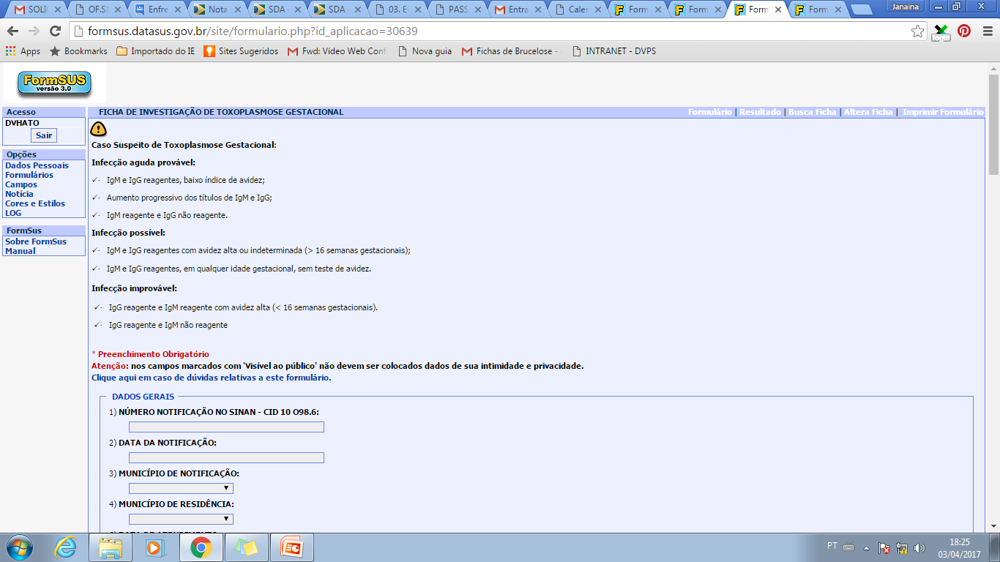 SOLI OF.SI Enfre Nota SDA SDA 03. E PASS Entra Caler Form Form Form Form Janaina
formsus.datasus.gov.br/site/formulario.php?id_aplicacao=30639
login
Apps Bookmarks Importado do IE Sites Sugeridos Fwd: Vídeo Web Conf Nova guia Fichas de Brucelose - INTRANET - DVPS
FormSUS
versão 3.0
Acesso
DVHATO
Sair
Opções
Dados Pessoais
Formulários
Campos
Notícia
Cores e Estilos
LOG
FormSus
Sobre FormSus
Manual
FICHA DE INVESTIGAÇÃO DE TOXOPLASMOSE GESTACIONAL
Formulário | Resultado | Busca Ficha | Altera Ficha | Imprimir Formulário
Caso Suspeito de Toxoplasmose Gestacional:
Infecção aguda provável:
✓· IgM e IgG reagentes, baixo índice de avidez;
✓· Aumento progressivo dos títulos de IgM e IgG;
✓· IgM reagente e IgG não reagente.
Infecção possível:
✓· IgM e IgG reagentes com avidez alta ou indeterminada (> 16 semanas gestacionais);
✓· IgM e IgG reagentes, em qualquer idade gestacional, sem teste de avidez.
Infecção improvável:
✓· IgG reagente e IgM reagente com avidez alta (< 16 semanas gestacionais).
✓· IgG reagente e IgM não reagente
* Preenchimento Obrigatório
Atenção: nos campos marcados com 'Visível ao público' não devem ser colocados dados de sua intimidade e privacidade.
Clique aqui em caso de dúvidas relativas a este formulário.
DADOS GERAIS
1) NÚMERO NOTIFICAÇÃO NO SINAN - CID 10 O98.6:
2) DATA DA NOTIFICAÇÃO:
3) MUNICÍPIO DE NOTIFICAÇÃO:
4) MUNICÍPIO DE RESIDÊNCIA:
PT
18:25
03/04/2017